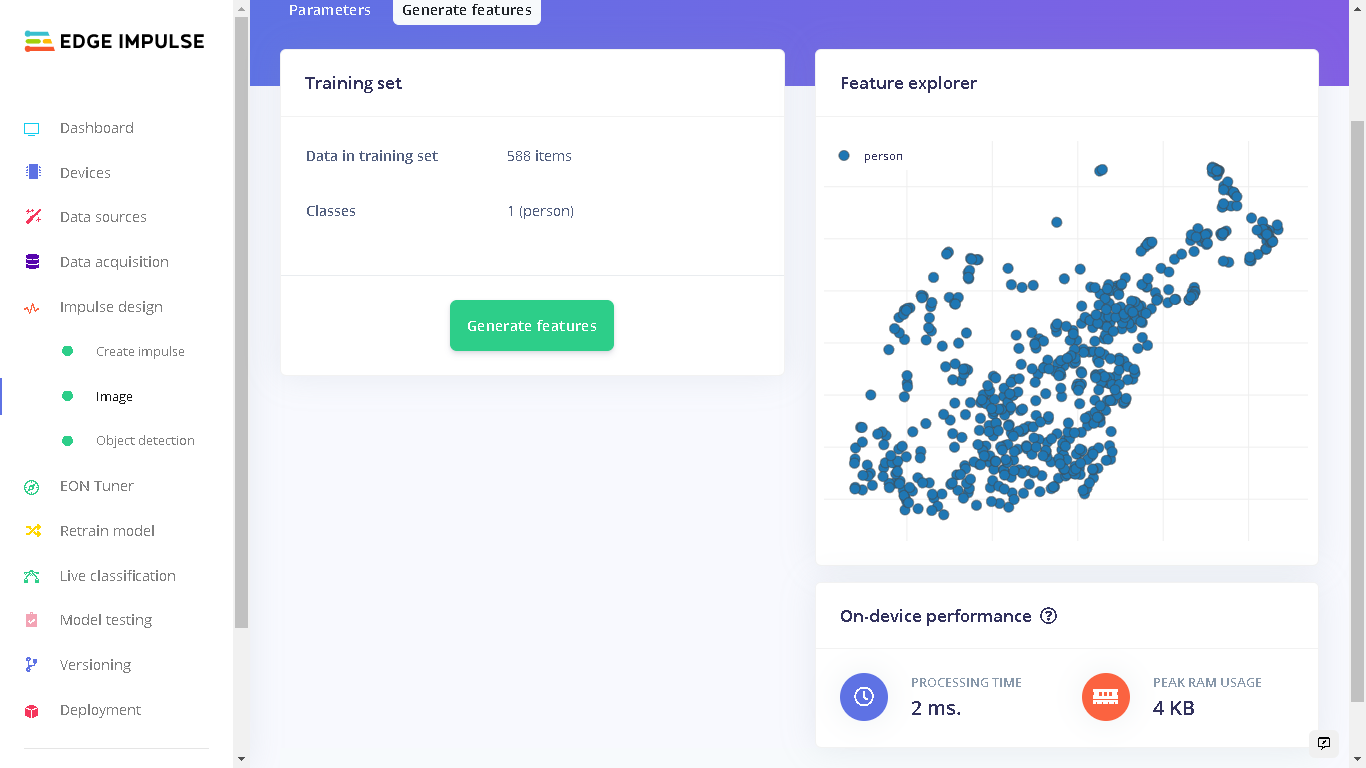 Parameters
Generate features
EDGE IMPULSE
Dashboard
Devices
Data sources
Data acquisition
Impulse design
Create impulse
Image
Object detection
EON Tuner
Retrain model
Live classification
Model testing
Versioning
Deployment
Training set
Data in training set 588 items
Classes 1 (person)
Generate features
Feature explorer
person
On-device performance ?
PROCESSING TIME
2 ms.
PEAK RAM USAGE
4 KB